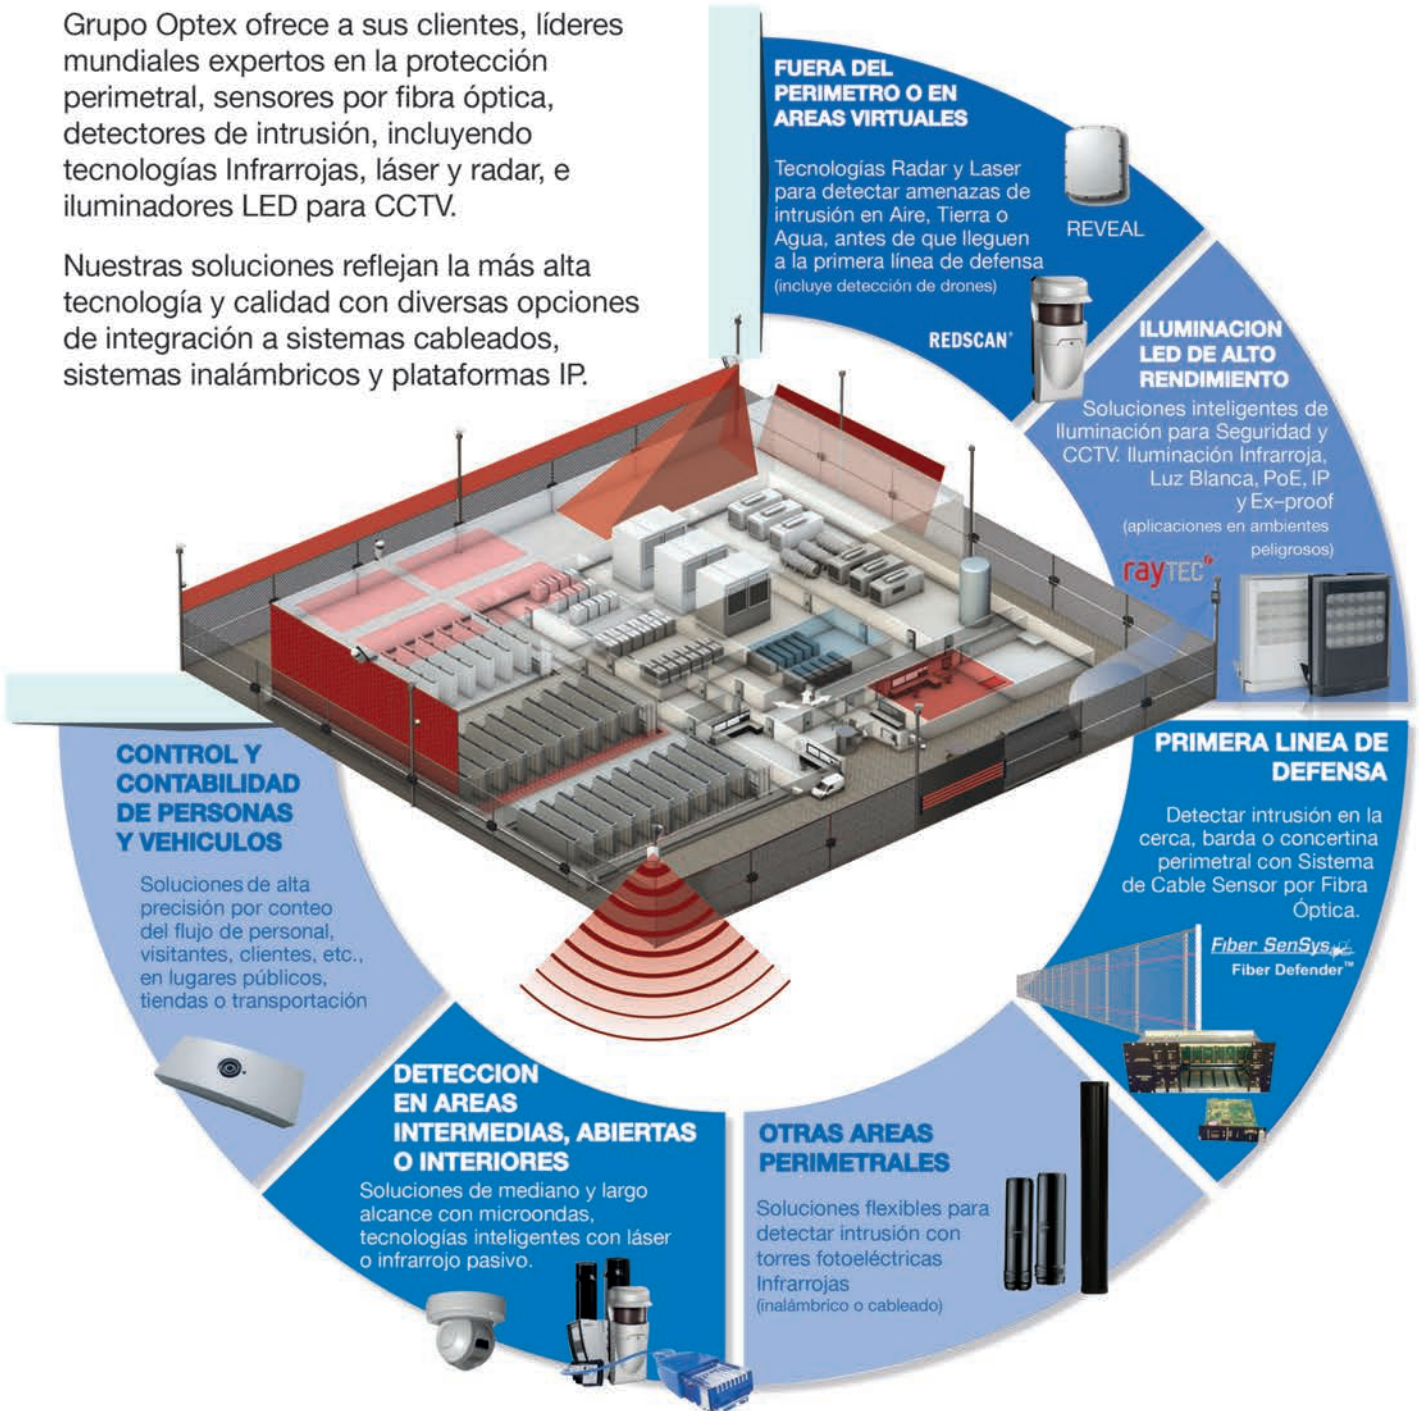 Grupo Optex ofrece a sus clientes, líderes
mundiales expertos en la protección
perimetral, sensores por fibra óptica,
detectores de intrusión, incluyendo
tecnologías Infrarrojas, láser y radar, e
iluminadores LED para CCTV.
Nuestras soluciones reflejan la más alta
tecnología y calidad con diversas opciones
de integración a sistemas cableados,
sistemas inalámbricos y plataformas IP.
FUERA DEL
PERIMETRO O EN
AREAS VIRTUALES
Tecnologías Radar y Laser
para detectar amenazas de
intrusión en Aire, Tierra o
Agua, antes de que lleguen
a la primera línea de defensa
(incluye detección de drones)
REVEAL
REDSCAN®
ILUMINACION
LED DE ALTO
RENDIMIENTO
Soluciones inteligentes de
Iluminación para Seguridad y
CCTV. Iluminación Infrarroja,
Luz Blanca, PoE, IP
y Ex–proof
(aplicaciones en ambientes
peligrosos)
rayTEC
PRIMERA LINEA DE
DEFENSA
Detectar intrusión en la
cerca, barda o concertina
perimetral con Sistema
de Cable Sensor por Fibra
Óptica.
Fiber SenSys
Fiber Defender™
OTRAS AREAS
PERIMETRALES
Soluciones flexibles para
detectar intrusión con
torres fotoeléctricas
Infrarrojas
(inalámbrico o cableado)
DETECCION
EN AREAS
INTERMEDIAS, ABIERTAS
O INTERIORES
Soluciones de mediano y largo
alcance con microondas,
tecnologías inteligentes con láser
o infrarrojo pasivo.
CONTROL Y
CONTABILIDAD
DE PERSONAS
Y VEHICULOS
Soluciones de alta
precisión por conteo
del flujo de personal,
visitantes, clientes, etc.,
en lugares públicos,
tiendas o transportación